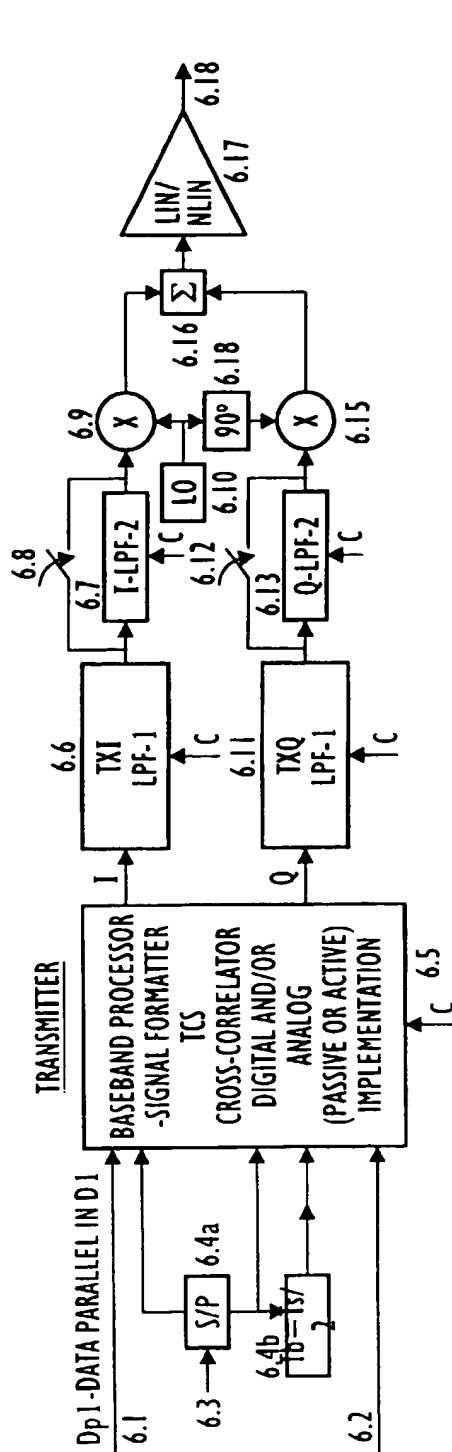 TRANSMITTER
Dp1-DATA PARALLEL IN D1
6.1
6.3
S/P
6.4a
6.4b
2
6.2
BASEBAND PROCESSOR
-SIGNAL FORMATTER
TCS
CROSS-CORRELATOR
DIGITAL AND/OR
ANALOG
(PASSIVE OR ACTIVE)
IMPLEMENTATION
6.5
C
I
Q
6.6
TXI
LPF-1
C
6.11
TXQ
LPF-1
C
6.8
6.7
I-LPF-2
C
6.12
6.13
Q-LPF-2
C
6.9
X
LO
6.10
90°
6.18
X
6.15
Σ
6.16
LIN/
NLIN
6.17
6.18